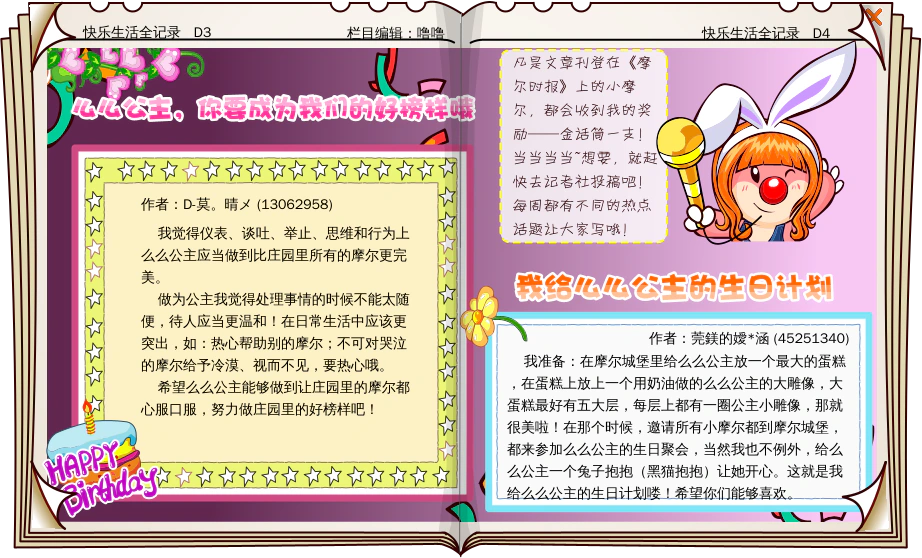 快乐生活全记录 D3
栏目编辑：噜噜
么么公主，你要成为我们的好榜样哦
作者：D-莫。晴メ (13062958)
我觉得仪表、谈吐、举止、思维和行为上
么么公主应当做到比庄园里所有的摩尔更完
美。
做为公主我觉得处理事情的时候不能太随
便，待人应当更温和！在日常生活中应该更
突出，如：热心帮助别的摩尔；不可对哭泣
的摩尔给予冷漠、视而不见，要热心哦。
希望么么公主能够做到让庄园里的摩尔都
心服口服，努力做庄园里的好榜样吧！
HAPPY
Birthday
快乐生活全记录 D4
凡是文章刊登在《摩
尔时报》上的小摩
尔，都会收到我的奖
励——金话筒一支！
当当当当~想要，就赶
快去记者社投稿吧！
每周都有不同的热点
话题让大家写哦！
我给么么公主的生日计划
作者：莞鎂的嫒*涵 (45251340)
我准备：在摩尔城堡里给么么公主放一个最大的蛋糕
，在蛋糕上放上一个用奶油做的么么公主的大雕像，大
蛋糕最好有五大层，每层上都有一圈公主小雕像，那就
很美啦！在那个时候，邀请所有小摩尔都到摩尔城堡，
都来参加么么公主的生日聚会，当然我也不例外，给么
么公主一个兔子抱抱（黑猫抱抱）让她开心。这就是我
给么么公主的生日计划喽！希望你们能够喜欢。